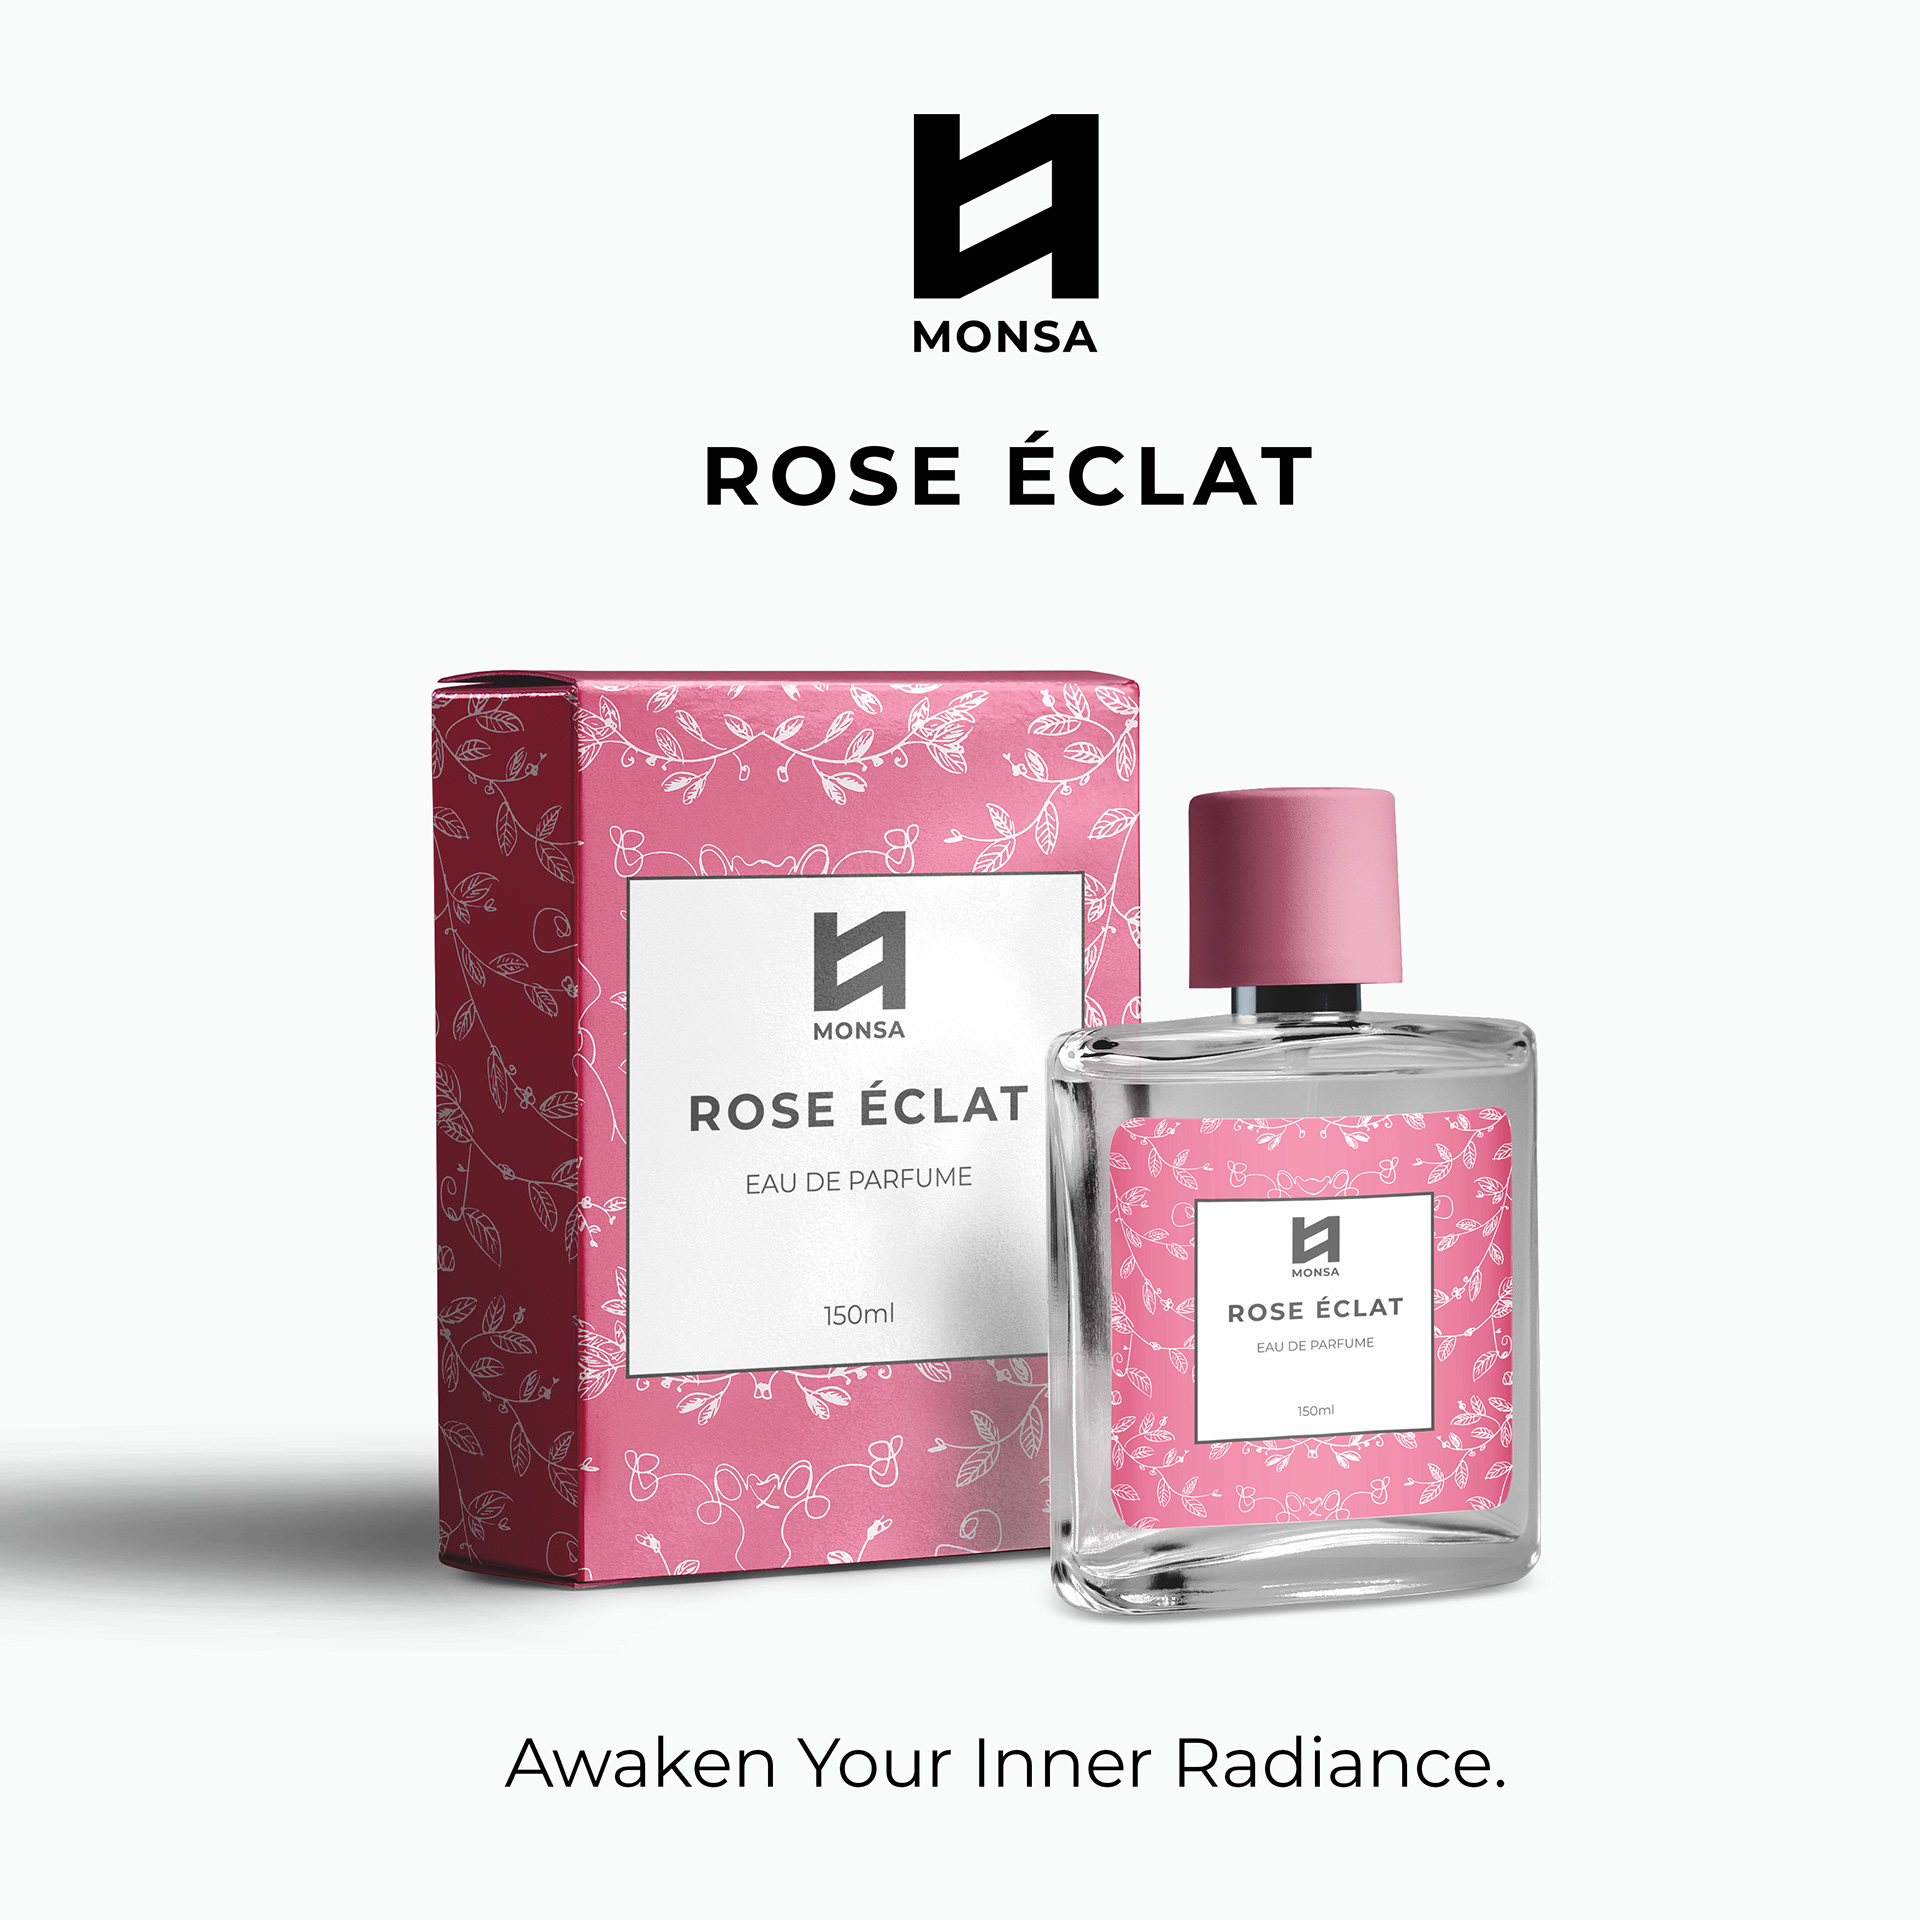 MONSA
ROSE ÉCLAT
MONSA
ROSE ÉCLAT
EAU DE PARFUME
150ml
MONSA
ROSE ÉCLAT
EAU DE PARFUME
150ml
Awaken Your Inner Radiance.